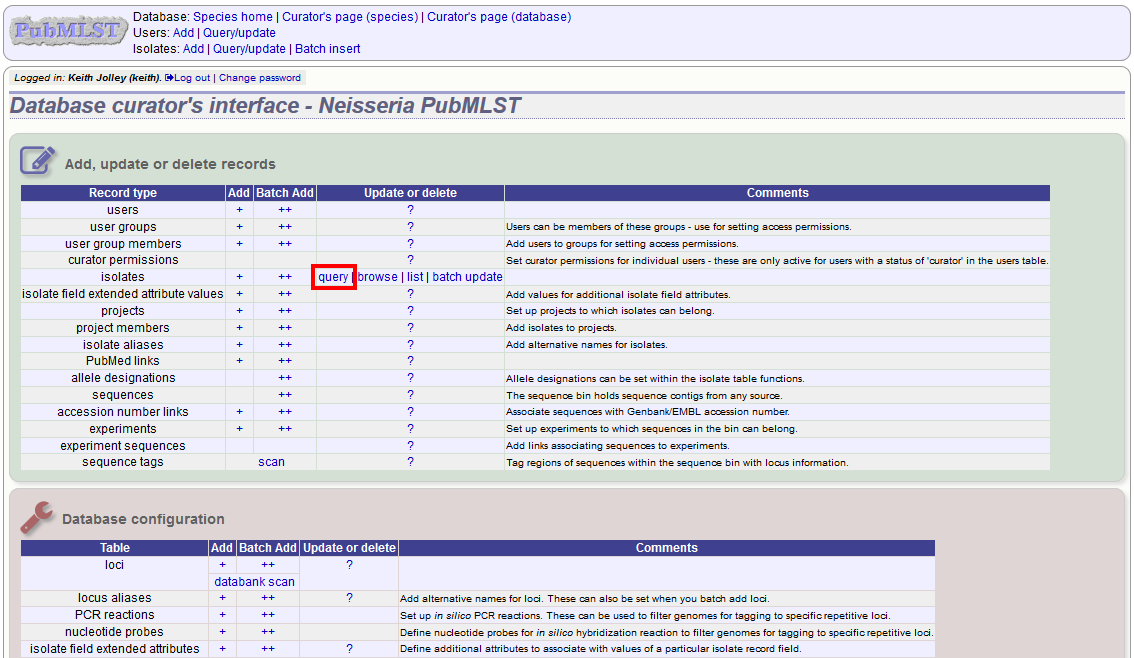 PubMLST
Database: Species home | Curator's page (species) | Curator's page (database)
Users: Add | Query/update
Isolates: Add | Query/update | Batch insert
Logged in: Keith Jolley (keith). Log out | Change password
Database curator's interface - Neisseria PubMLST
Add, update or delete records
Record type Add Batch Add Update or delete Comments
users + ++ ?
user groups + ++ ? Users can be members of these groups - use for setting access permissions.
user group members + ++ ? Add users to groups for setting access permissions.
curator permissions ? Set curator permissions for individual users - these are only active for users with a status of 'curator' in the users table.
isolates + ++ query | browse | list | batch update
isolate field extended attribute values + ++ ? Add values for additional isolate field attributes.
projects + ++ ? Set up projects to which isolates can belong.
project members + ++ ? Add isolates to projects.
isolate aliases + ++ ? Add alternative names for isolates.
PubMed links + ++ ?
allele designations ++ ? Allele designations can be set within the isolate table functions.
sequences ++ ? The sequence bin holds sequence contigs from any source.
accession number links + ++ ? Associate sequences with Genbank/EMBL accession number.
experiments + ++ ? Set up experiments to which sequences in the bin can belong.
experiment sequences ? Add links associating sequences to experiments.
sequence tags scan ? Tag regions of sequences within the sequence bin with locus information.
Database configuration
Table Add Batch Add Update or delete Comments
loci + ++ ?
databank scan
locus aliases + ++ ? Add alternative names for loci. These can also be set when you batch add loci.
PCR reactions + ++ Set up in silico PCR reactions. These can be used to filter genomes for tagging to specific repetitive loci.
nucleotide probes + ++ Define nucleotide probes for in silico hybridization reaction to filter genomes for tagging to specific repetitive loci.
isolate field extended attributes + ++ ? Define additional attributes to associate with values of a particular isolate record field.